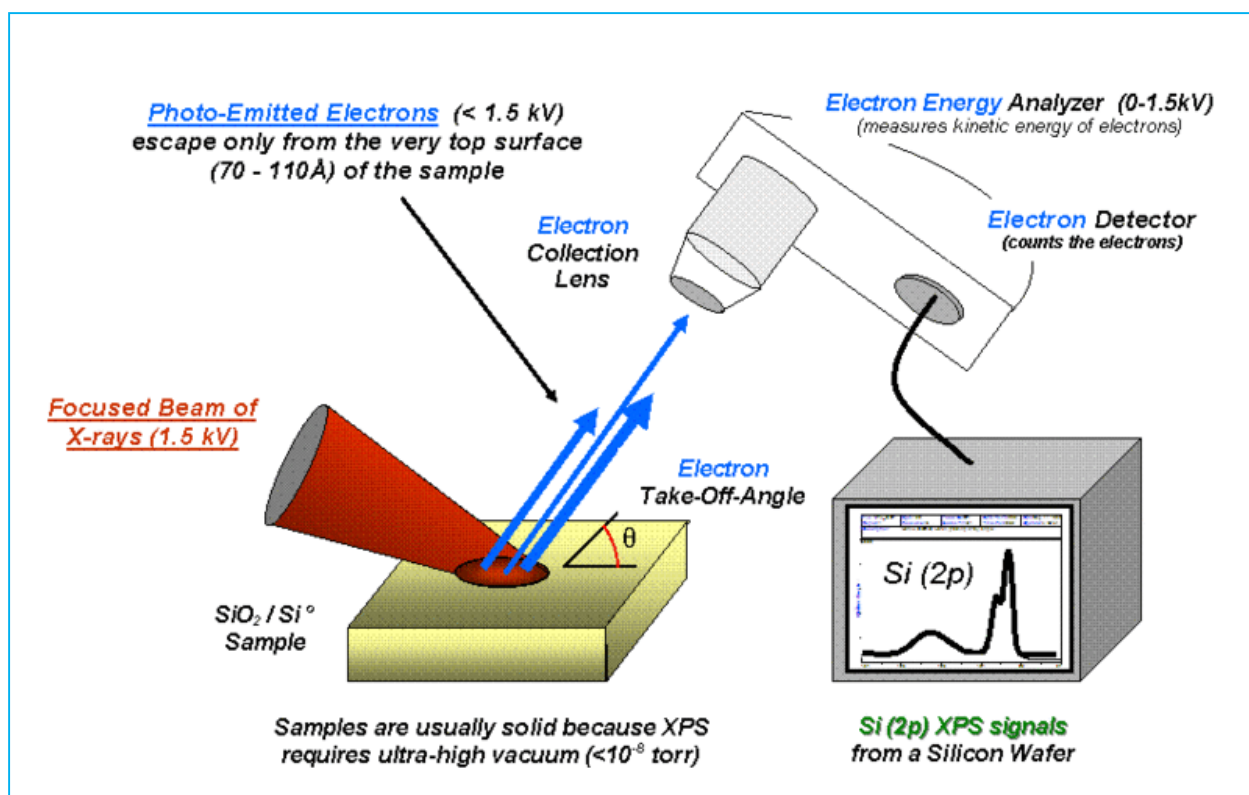 Photo-Emitted Electrons (< 1.5 kV)
escape only from the very top surface
(70 - 110Å) of the sample
Electron Energy Analyzer (0-1.5kV)
(measures kinetic energy of electrons)
Electron Detector
(counts the electrons)
Electron
Collection
Lens
Focused Beam of
X-rays (1.5 kV)
Electron
Take-Off-Angle
θ
SiO₂ / Si°
Sample
Si (2p)
Samples are usually solid because XPS
requires ultra-high vacuum (<10⁻⁸ torr)
Si (2p) XPS signals
from a Silicon Wafer